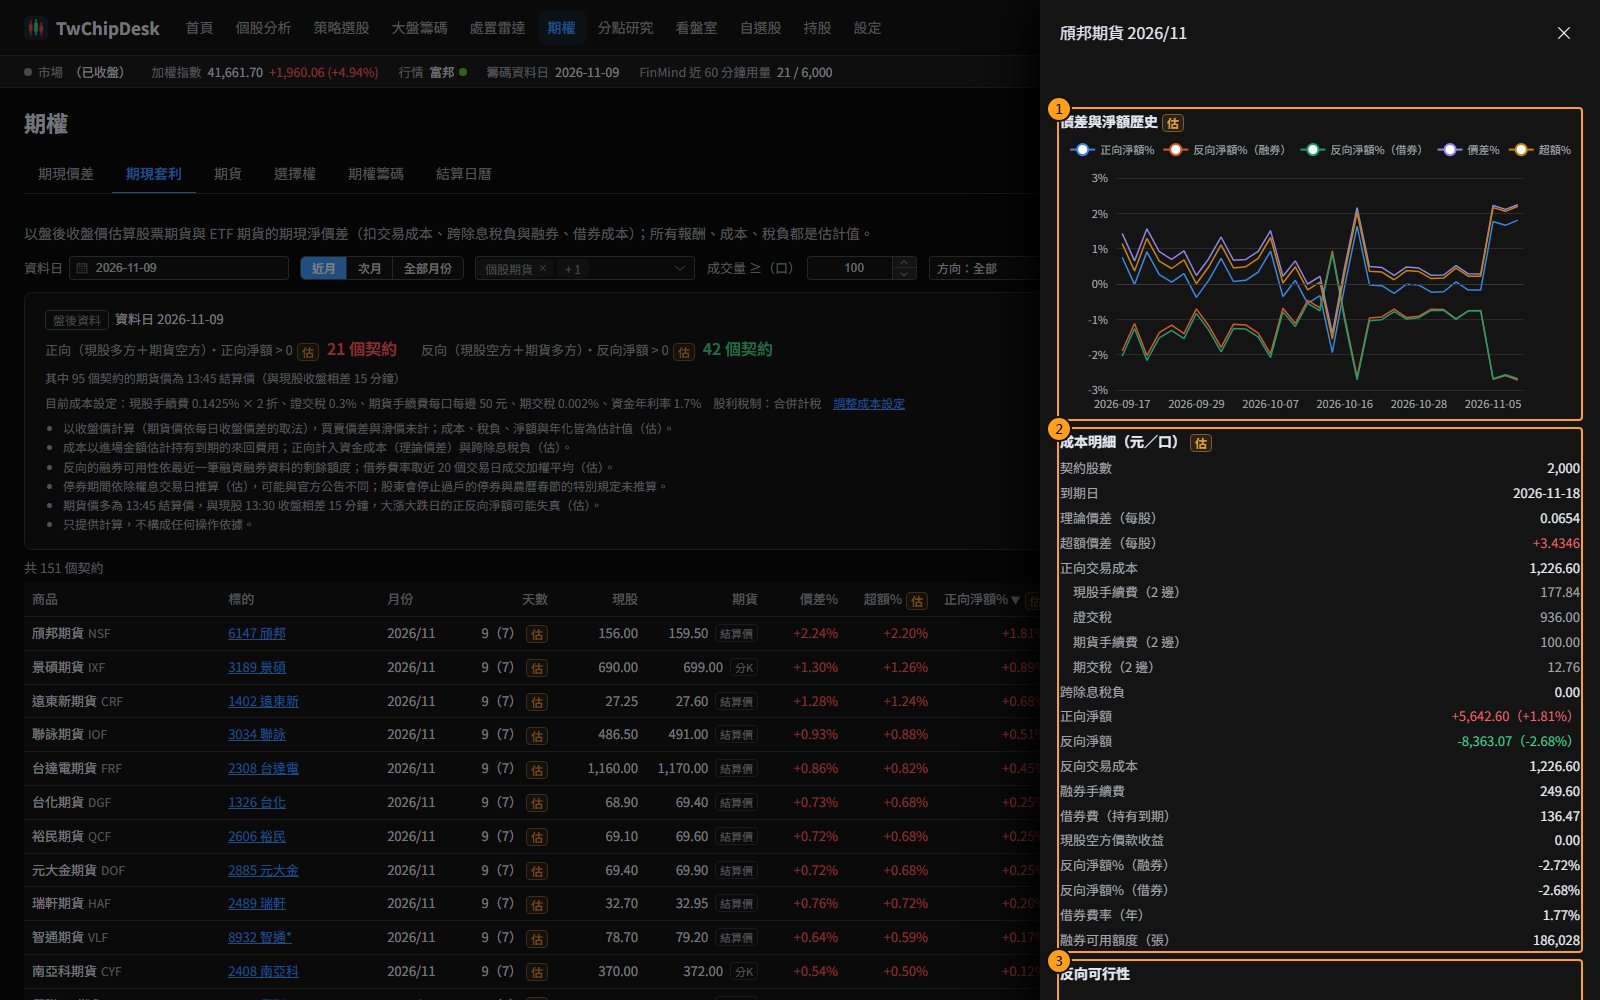 TwChipDesk 首頁 個股分析 策略選股 大盤籌碼 處置雷達 期權 分點研究 看盤室 自選股 持股 設定
市場 （已收盤） 加權指數 41,661.70 +1,960.06 (+4.94%) 行情 富邦 籌碼資料日 2026-11-09 FinMind 近 60 分鐘用量 21 / 6,000
期權
期現價差 期現套利 期貨 選擇權 期權籌碼 結算日曆
以盤後收盤價估算股票期貨與 ETF 期貨的期現淨價差（扣交易成本、跨除息稅負與融券、借券成本）；所有報酬、成本、稅負都是估計值。
資料日 2026-11-09 近月 次月 全部月份 個股期貨 × + 1 成交量 ≥（口） 100 方向：全部
盤後資料 資料日 2026-11-09
正向（現股多方＋期貨空方）・正向淨額 > 0 估 21 個契約 反向（現股空方＋期貨多方）・反向淨額 > 0 估 42 個契約
其中 95 個契約的期貨價為 13:45 結算價（與現股收盤相差 15 分鐘）
目前成本設定：現股手續費 0.1425% × 2 折、證交稅 0.3%、期貨手續費每口每邊 50 元、期交稅 0.002%、資金年利率 1.7% 股利稅制：合併計稅 調整成本設定
• 以收盤價計算（期貨價依每日收盤價差的取法），買賣價差與滑價未計；成本、稅負、淨額與年化皆為估計值（估）。
• 成本以進場金額估計持有到期的來回費用；正向計入資金成本（理論價差）與跨除息稅負（估）。
• 反向的融券可用性依最近一筆融資融券資料的剩餘額度；借券費率取近 20 個交易日成交加權平均（估）。
• 停券期間依除權息交易日推算（估），可能與官方公告不同；股東會停止過戶的停券與農曆春節的特別規定未推算。
• 期貨價多為 13:45 結算價，與現股 13:30 收盤相差 15 分鐘，大漲大跌日的正反向淨額可能失真（估）。
• 只提供計算，不構成任何操作依據。
共 151 個契約
商品 標的 月份 天數 現股 期貨 價差% 超額% 估 正向淨額% ▼ 估
頎邦期貨 NSF 6147 頎邦 2026/11 9（7） 估 156.00 159.50 結算價 +2.24% +2.20% +1.81%
景碩期貨 IXF 3189 景碩 2026/11 9（7） 估 690.00 699.00 分K +1.30% +1.26% +0.89%
遠東新期貨 CRF 1402 遠東新 2026/11 9（7） 估 27.25 27.60 結算價 +1.28% +1.24% +0.68%
聯詠期貨 IOF 3034 聯詠 2026/11 9（7） 估 486.50 491.00 結算價 +0.93% +0.88% +0.51%
台達電期貨 FRF 2308 台達電 2026/11 9（7） 估 1,160.00 1,170.00 結算價 +0.86% +0.82% +0.45%
台化期貨 DGF 1326 台化 2026/11 9（7） 估 68.90 69.40 結算價 +0.73% +0.68% +0.25%
裕民期貨 QCF 2606 裕民 2026/11 9（7） 估 69.10 69.60 結算價 +0.72% +0.68% +0.25%
元大金期貨 DOF 2885 元大金 2026/11 9（7） 估 69.40 69.90 結算價 +0.72% +0.68% +0.25%
瑞軒期貨 HAF 2489 瑞軒 2026/11 9（7） 估 32.70 32.95 結算價 +0.76% +0.72% +0.20%
智通期貨 VLF 8932 智通* 2026/11 9（7） 估 78.70 79.20 結算價 +0.64% +0.59% +0.17%
南亞科期貨 CYF 2408 南亞科 2026/11 9（7） 估 370.00 372.00 分K +0.54% +0.50% +0.12%
頎邦期貨 2026/11
1
價差與淨額歷史 估
正向淨額% 反向淨額%（融券） 反向淨額%（借券） 價差% 超額%
3%
2%
1%
0%
-1%
-2%
-3%
2026-09-17 2026-09-29 2026-10-07 2026-10-16 2026-10-28 2026-11-05
2
成本明細（元／口） 估
契約股數 2,000
到期日 2026-11-18
理論價差（每股） 0.0654
超額價差（每股） +3.4346
正向交易成本 1,226.60
現股手續費（2 邊） 177.84
證交稅 936.00
期貨手續費（2 邊） 100.00
期交稅（2 邊） 12.76
跨除息稅負 0.00
正向淨額 +5,642.60（+1.81%）
反向淨額 -8,363.07（-2.68%）
反向交易成本 1,226.60
融券手續費 249.60
借券費（持有到期） 136.47
現股空方價款收益 0.00
反向淨額%（融券） -2.72%
反向淨額%（借券） -2.68%
借券費率（年） 1.77%
融券可用額度（張） 186,028
3
反向可行性